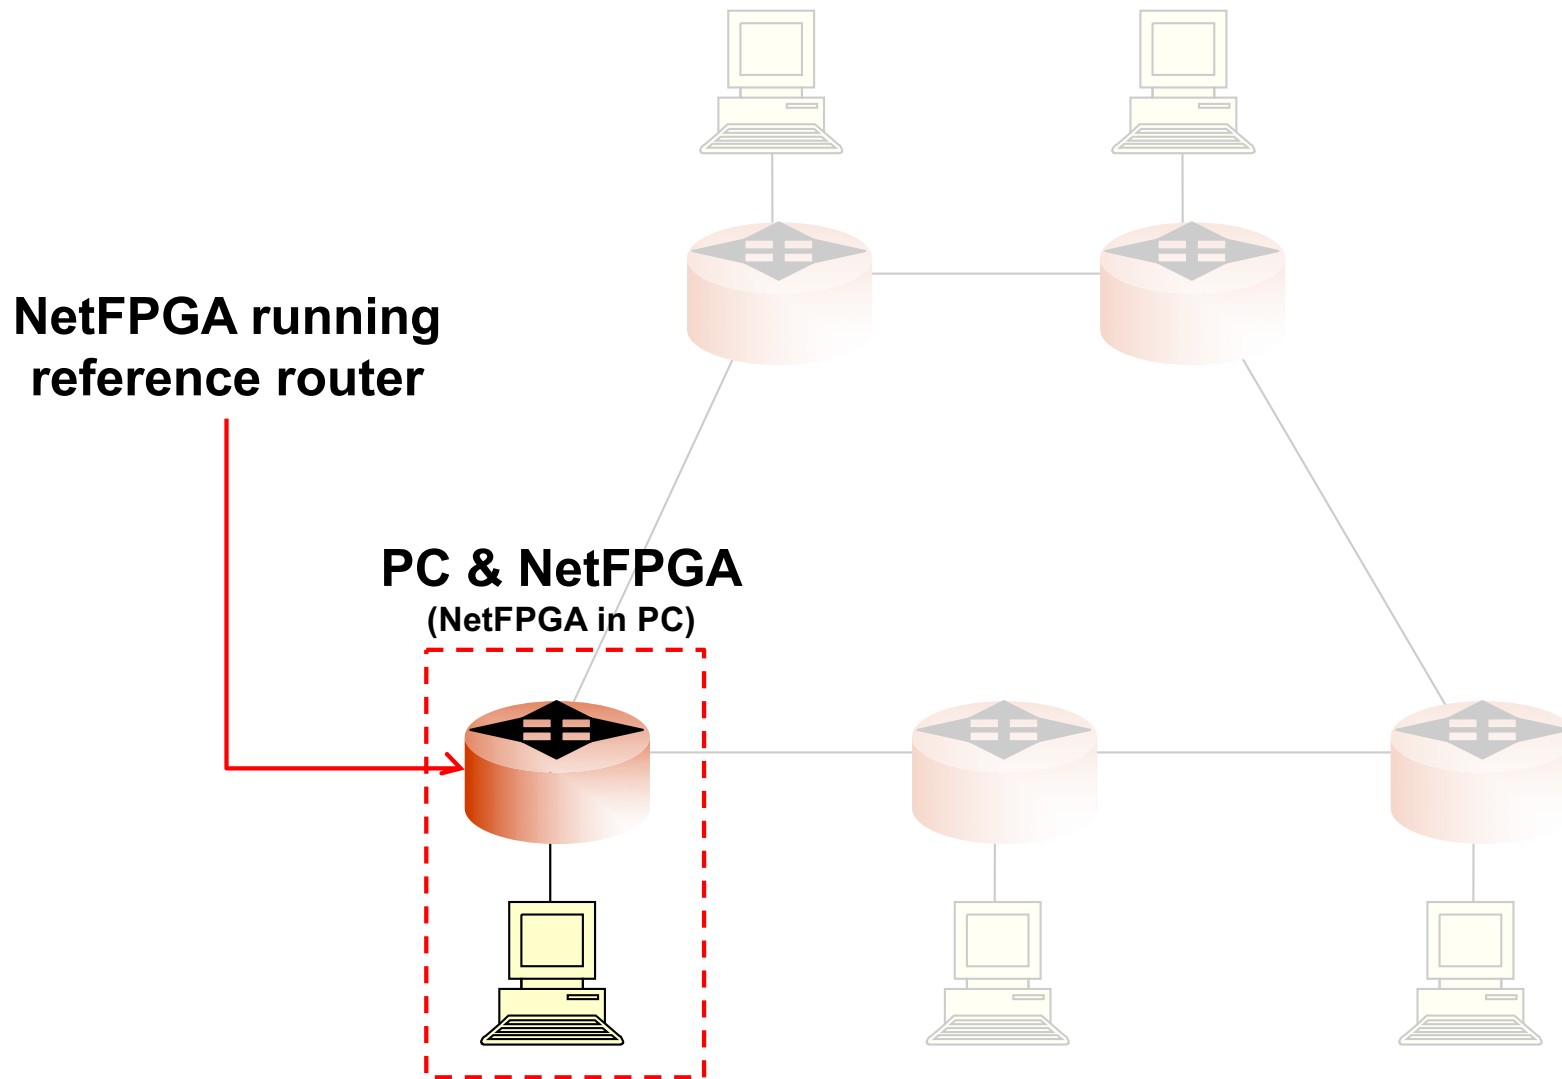 NetFPGA running
reference router
PC & NetFPGA
(NetFPGA in PC)